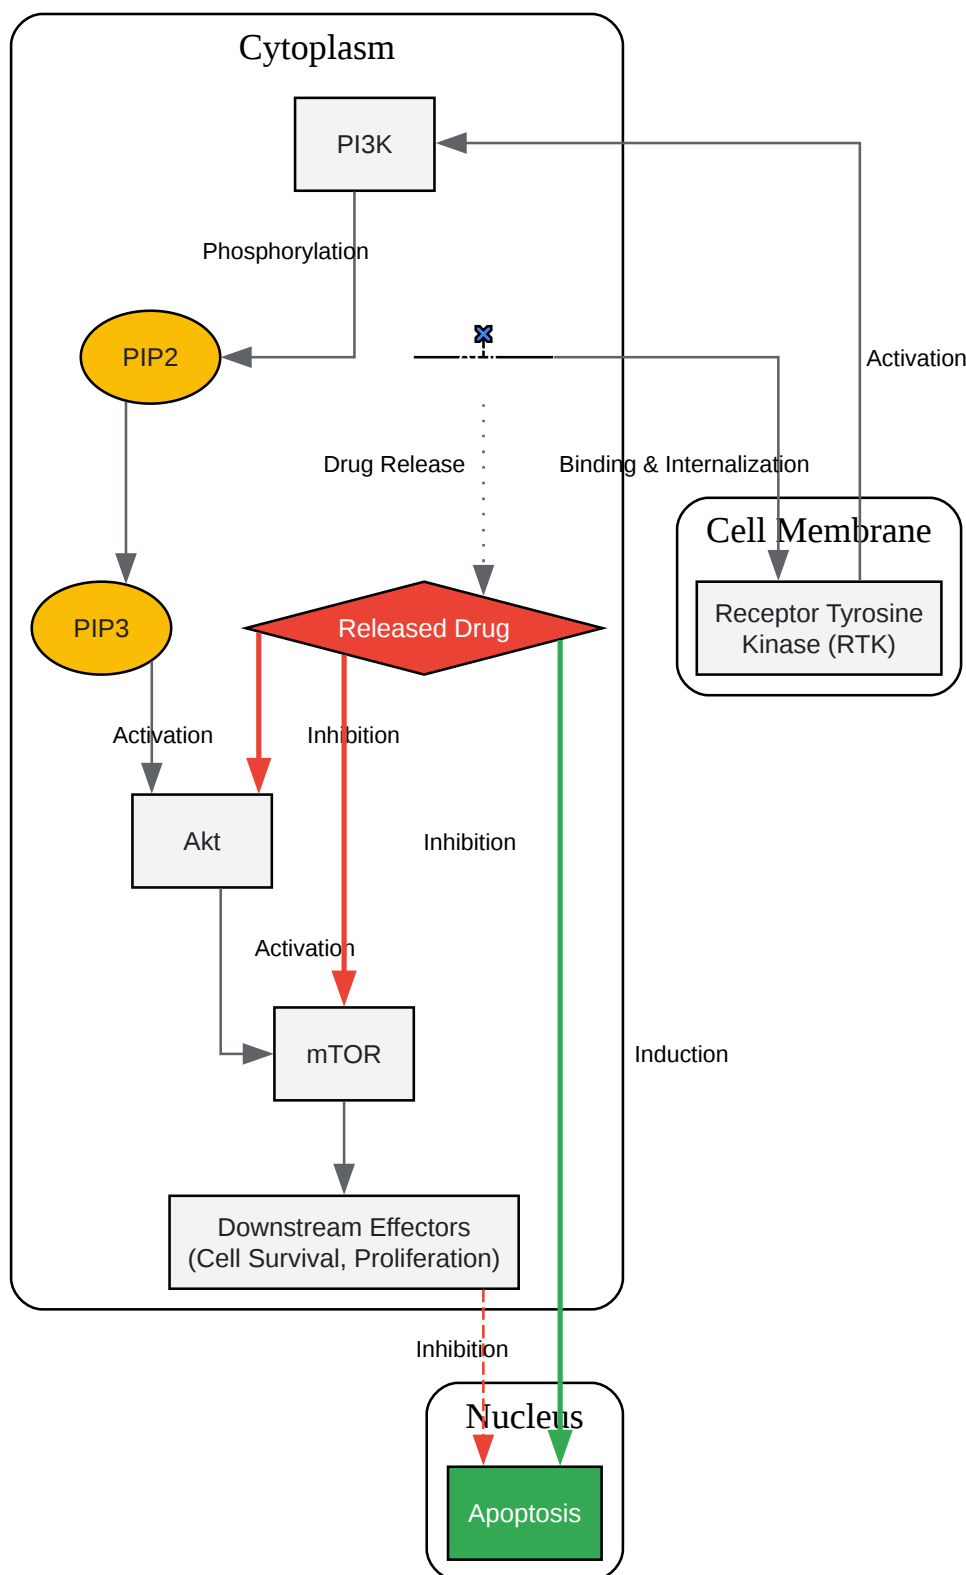 Cytoplasm
PI3K
Phosphorylation
PIP2
Activation
Drug Release
Binding & Internalization
Cell Membrane
Receptor Tyrosine
Kinase (RTK)
PIP3
Released Drug
Activation
Inhibition
Akt
Inhibition
Activation
mTOR
Induction
Downstream Effectors
(Cell Survival, Proliferation)
Inhibition
Nucleus
Apoptosis